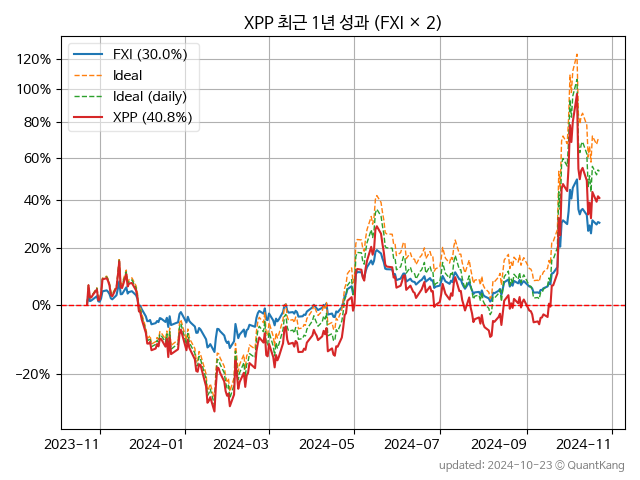 XPP 최근 1년 성과 (FXI × 2)
120%
100%
80%
60%
40%
20%
0%
−20%
FXI (30.0%)
Ideal
Ideal (daily)
XPP (40.8%)
2023-11
2024-01
2024-03
2024-05
2024-07
2024-09
2024-11
updated: 2024-10-23 © QuantKang